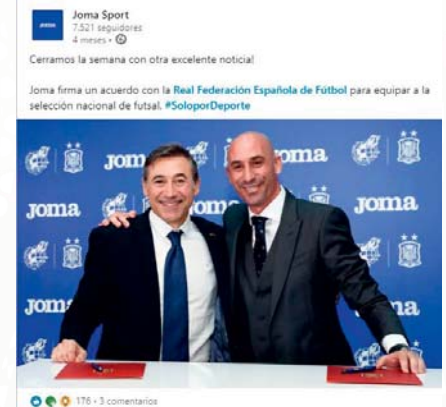 Joma
Joma Sport
7.521 seguidores
4 meses •
Cerramos la semana con otra excelente noticia!
Joma firma un acuerdo con la Real Federación Española de Fútbol para equipar a la
selección nacional de futsal. #SoloporDeporte
Joma
Joma
Joma
Joma
Joma
Joma
176 • 3 comentarios